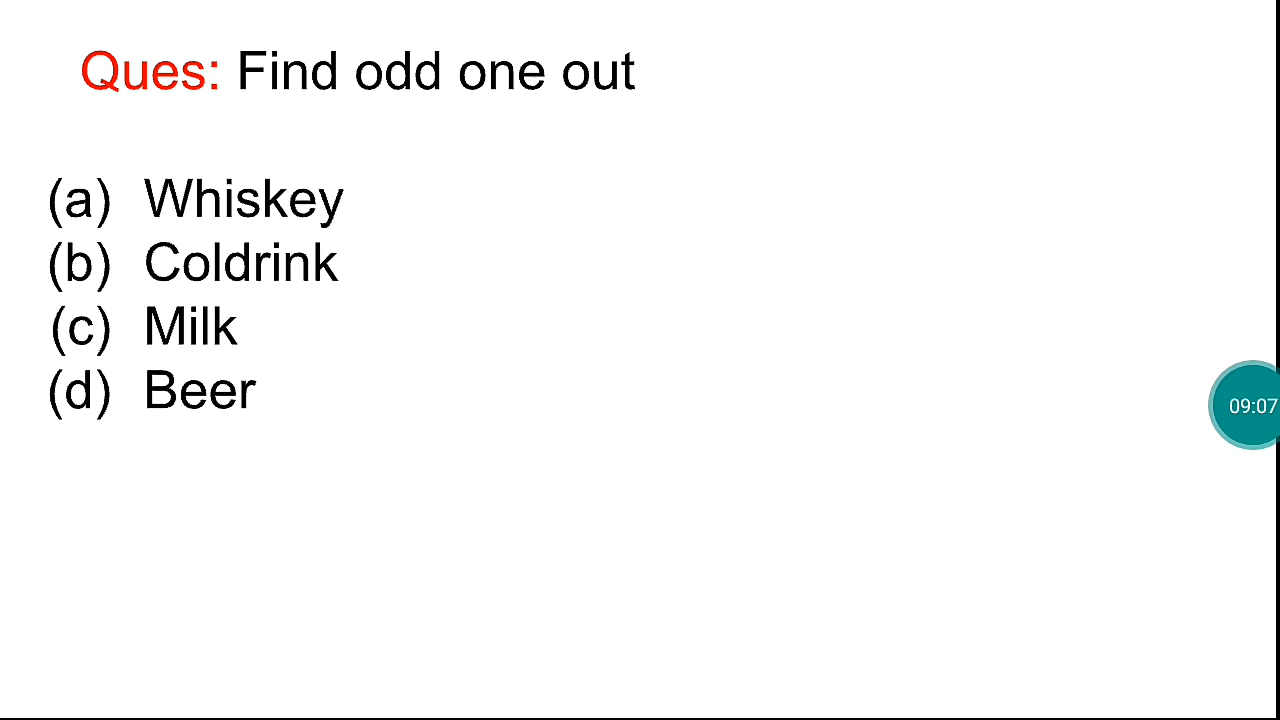 Ques: Find odd one out
(a) Whiskey
(b) Coldrink
(c) Milk
(d) Beer
09:07